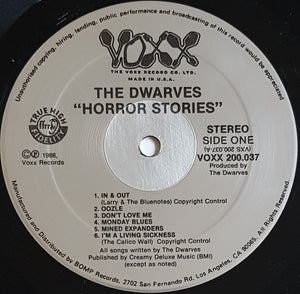 Unauthorised copying, hiring, lending, public performance and broadcasting of this record prohibited.
VOXX
THE VOXX RECORD CO. LTD.
MADE IN U.S.A.
THE DWARVES
"HORROR STORIES"
TRUE HIGH
FIDELITY
STEREO
SIDE ONE
(VXS 200.037-A)
VOXX 200.037
Produced by
The Dwarves
© ℗ 1986,
Voxx Records
1. IN & OUT
(Larry & The Bluenotes) Copyright Control
2. OOZLE
3. DON'T LOVE ME
4. MONDAY BLUES
5. MINED EXPANDERS
6. I'M A LIVING SICKNESS
(The Calico Wall) Copyright Control
All songs written by The Dwarves
Published by Creamy Deluxe Music (BMI)
(except as noted)
Manufactured and Distributed by BOMP Records, 2702 San Fernando Rd. Los Angeles, CA. 90065. All Rights Reserved.